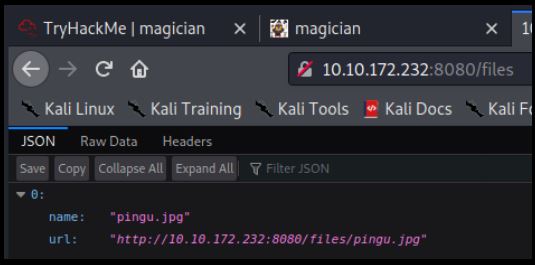 TryHackMe | magician × magician × 10
10.10.172.232:8080/files
Kali Linux Kali Training Kali Tools Kali Docs Kali Fo
JSON Raw Data Headers
Save Copy Collapse All Expand All Filter JSON
0:
name: "pingu.jpg"
url: "http://10.10.172.232:8080/files/pingu.jpg"